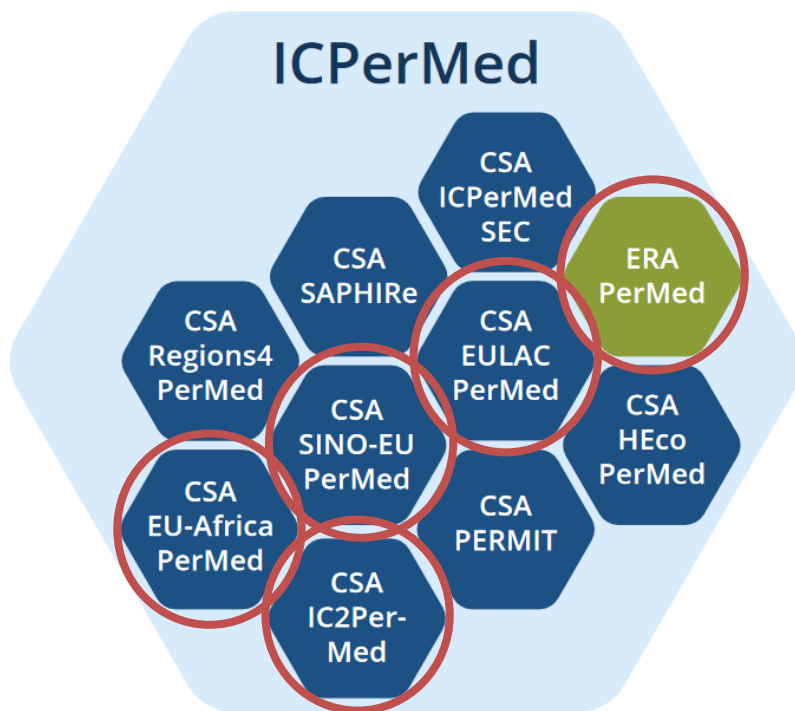 ICPerMed
CSA
ICPerMed
SEC
ERA
PerMed
CSA
SAPHIRe
CSA
EULAC
PerMed
CSA
Regions4
PerMed
CSA
SINO-EU
PerMed
CSA
HEco
PerMed
CSA
EU-Africa
PerMed
CSA
PERMIT
CSA
IC2Per-
Med